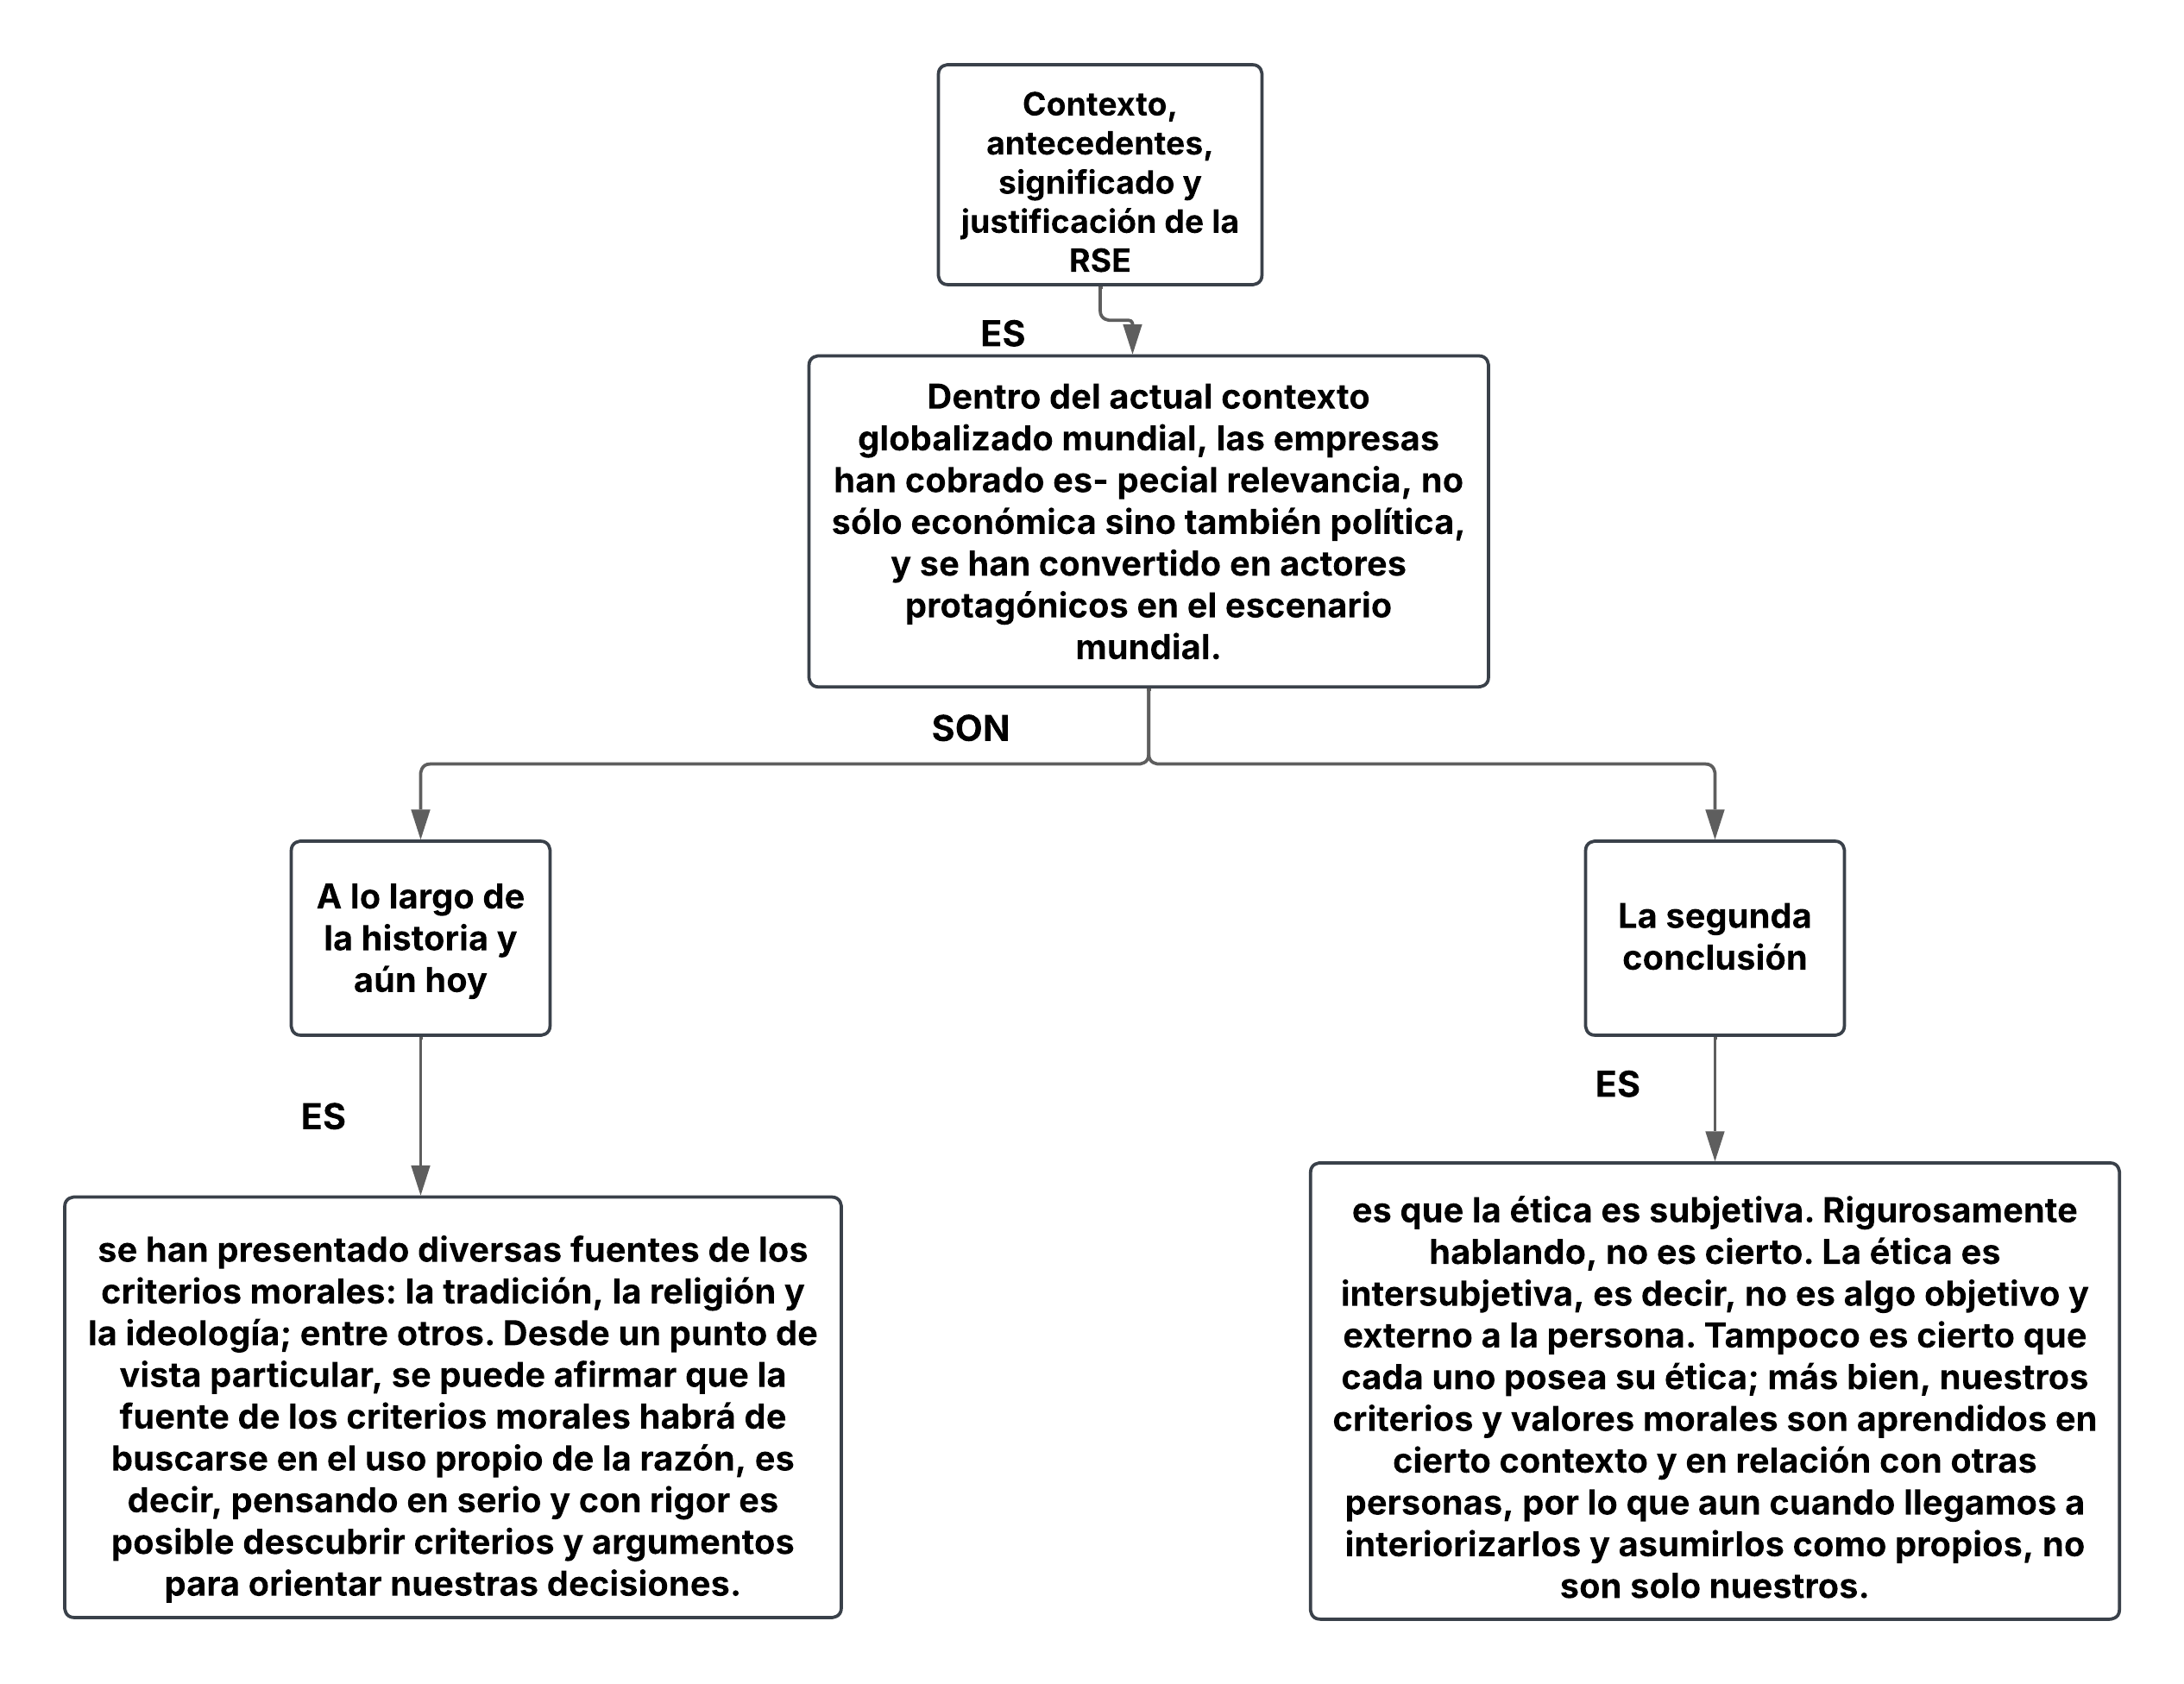 Contexto,
antecedentes,
significado y
justificación de la
RSE
ES
Dentro del actual contexto
globalizado mundial, las empresas
han cobrado es- pecial relevancia, no
sólo económica sino también política,
y se han convertido en actores
protagónicos en el escenario
mundial.
SON
A lo largo de
la historia y
aún hoy
La segunda
conclusión
ES
ES
se han presentado diversas fuentes de los
criterios morales: la tradición, la religión y
la ideología; entre otros. Desde un punto de
vista particular, se puede afirmar que la
fuente de los criterios morales habrá de
buscarse en el uso propio de la razón, es
decir, pensando en serio y con rigor es
posible descubrir criterios y argumentos
para orientar nuestras decisiones.
es que la ética es subjetiva. Rigurosamente
hablando, no es cierto. La ética es
intersubjetiva, es decir, no es algo objetivo y
externo a la persona. Tampoco es cierto que
cada uno posea su ética; más bien, nuestros
criterios y valores morales son aprendidos en
cierto contexto y en relación con otras
personas, por lo que aun cuando llegamos a
interiorizarlos y asumirlos como propios, no
son solo nuestros.